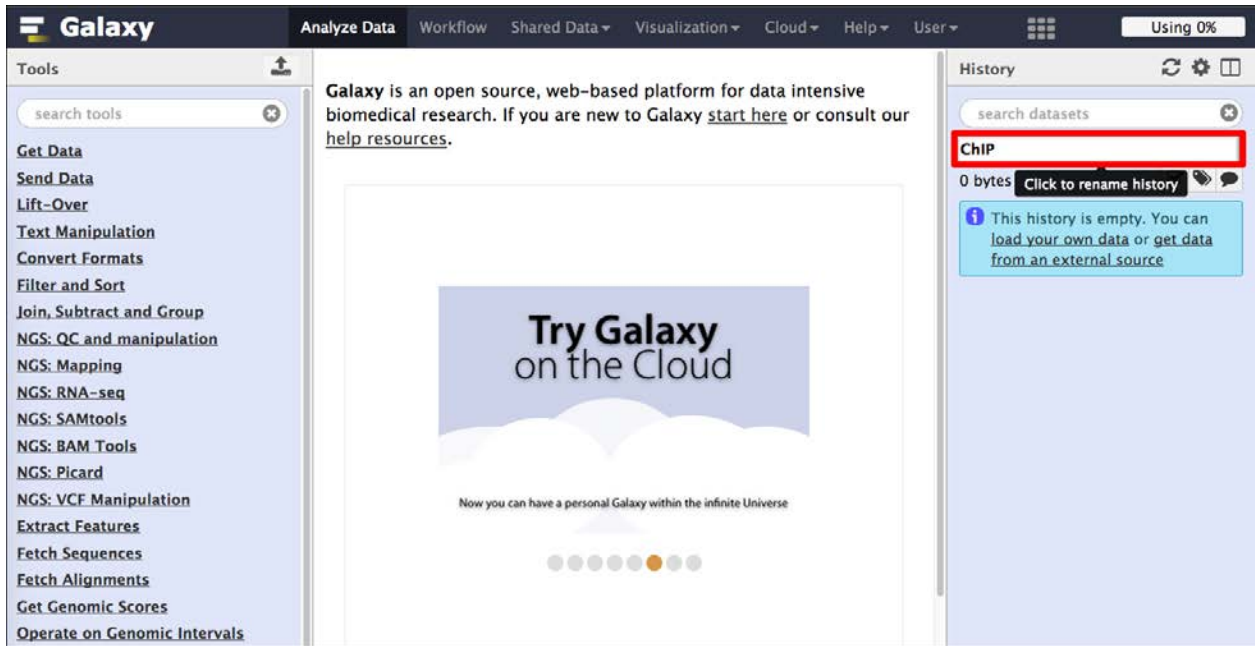 Galaxy
Analyze Data Workflow Shared Data Visualization Cloud Help User
Using 0%
Tools
search tools
Get Data
Send Data
Lift-Over
Text Manipulation
Convert Formats
Filter and Sort
Join, Subtract and Group
NGS: QC and manipulation
NGS: Mapping
NGS: RNA-seq
NGS: SAMtools
NGS: BAM Tools
NGS: Picard
NGS: VCF Manipulation
Extract Features
Fetch Sequences
Fetch Alignments
Get Genomic Scores
Operate on Genomic Intervals
Galaxy is an open source, web-based platform for data intensive
biomedical research. If you are new to Galaxy start here or consult our
help resources.
Try Galaxy
on the Cloud
Now you can have a personal Galaxy within the infinite Universe
History
search datasets
ChIP
0 bytes
Click to rename history
This history is empty. You can
load your own data or get data
from an external source